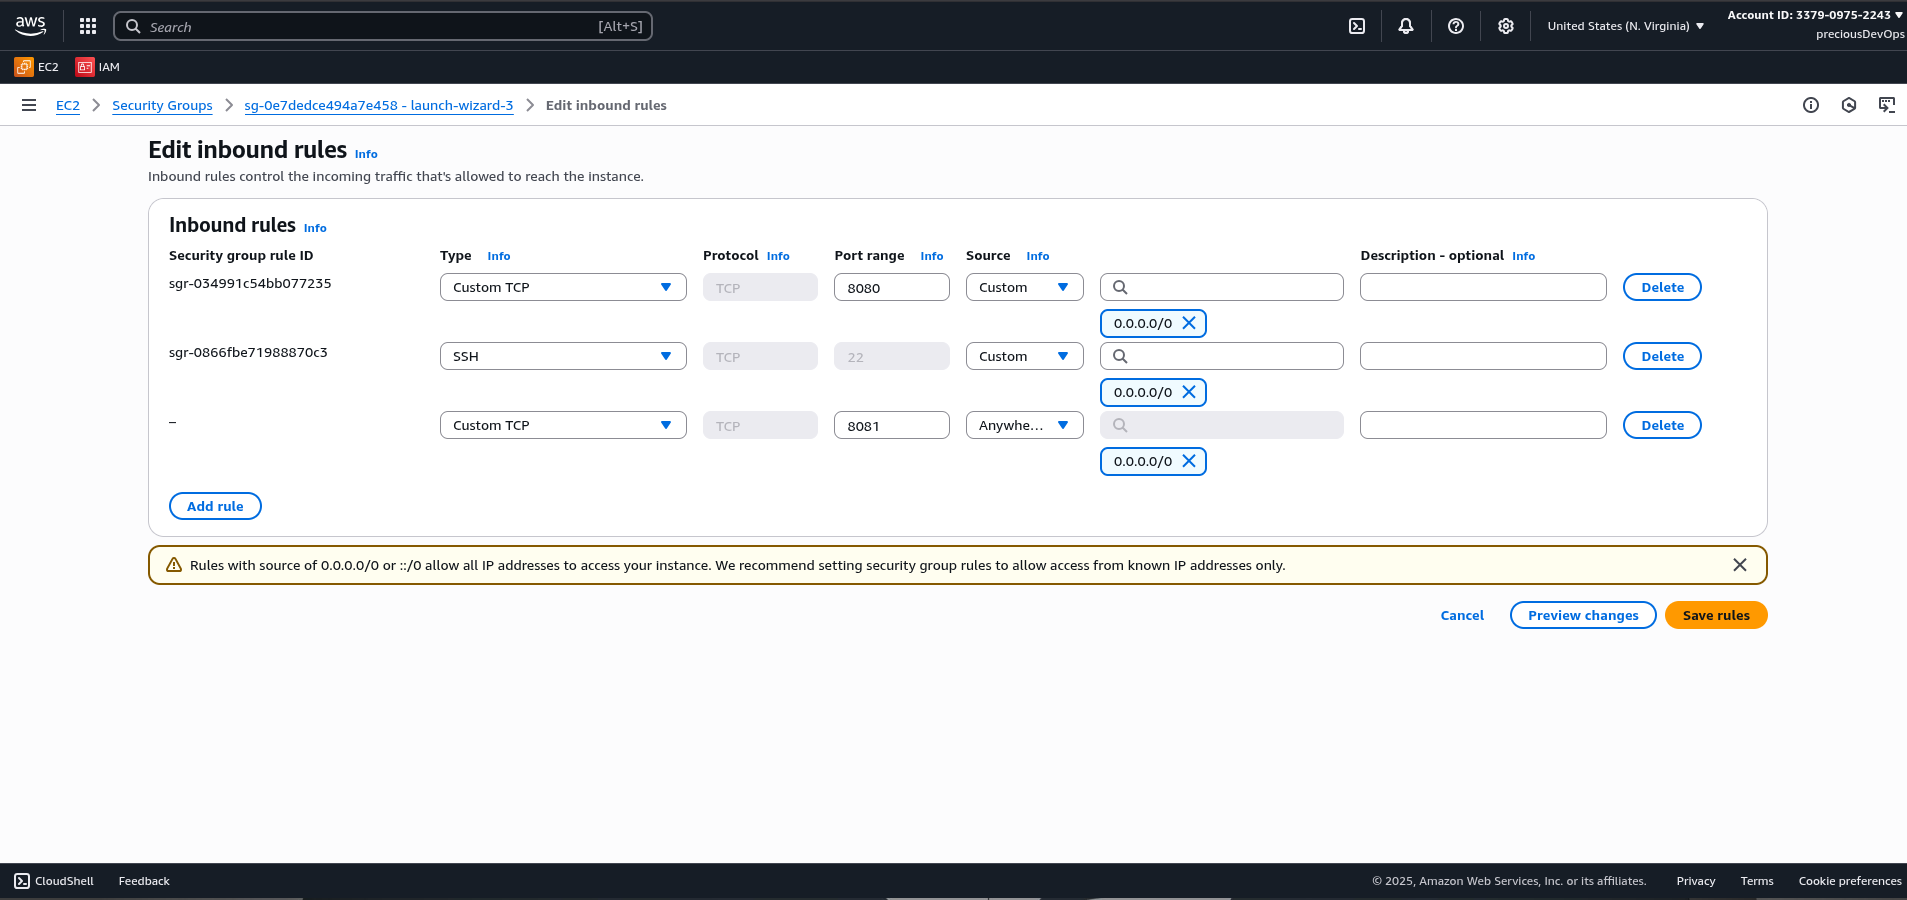 aws
Search [Alt+S]
United States (N. Virginia)
Account ID: 3379-0975-2243
preciousDevOps
EC2 IAM
EC2 Security Groups sg-0e7dedce494a7e458 - launch-wizard-3 Edit inbound rules
Edit inbound rules Info
Inbound rules control the incoming traffic that's allowed to reach the instance.
Inbound rules Info
Security group rule ID Type Info Protocol Info Port range Info Source Info Description - optional Info
sgr-034991c54bb077235 Custom TCP TCP 8080 Custom Delete
0.0.0.0/0
sgr-0866fbe71988870c3 SSH TCP 22 Custom Delete
0.0.0.0/0
– Custom TCP TCP 8081 Anywhe... Delete
0.0.0.0/0
Add rule
Rules with source of 0.0.0.0/0 or ::/0 allow all IP addresses to access your instance. We recommend setting security group rules to allow access from known IP addresses only.
Cancel Preview changes Save rules
CloudShell Feedback © 2025, Amazon Web Services, Inc. or its affiliates. Privacy Terms Cookie preferences